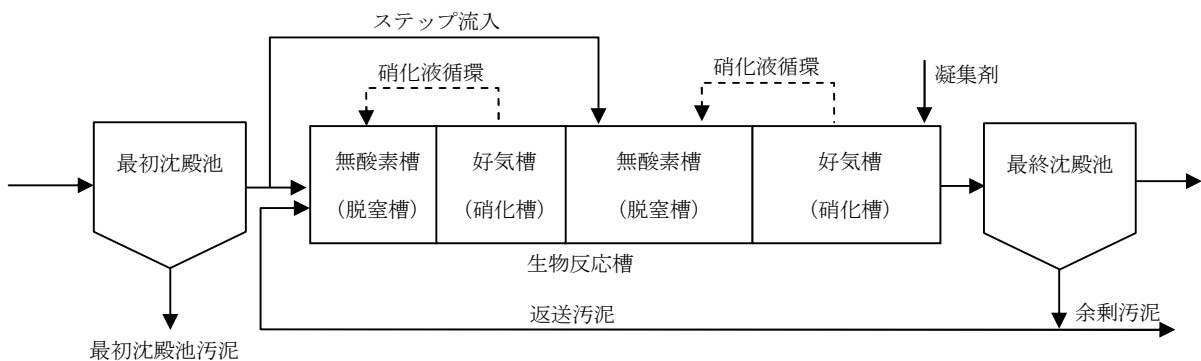 ステップ流入
硝化液循環
硝化液循環
凝集剤
最初沈殿池
無酸素槽
(脱窒槽)
好気槽
(硝化槽)
無酸素槽
(脱窒槽)
好気槽
(硝化槽)
最終沈殿池
生物反応槽
返送汚泥
余剰汚泥
最初沈殿池汚泥